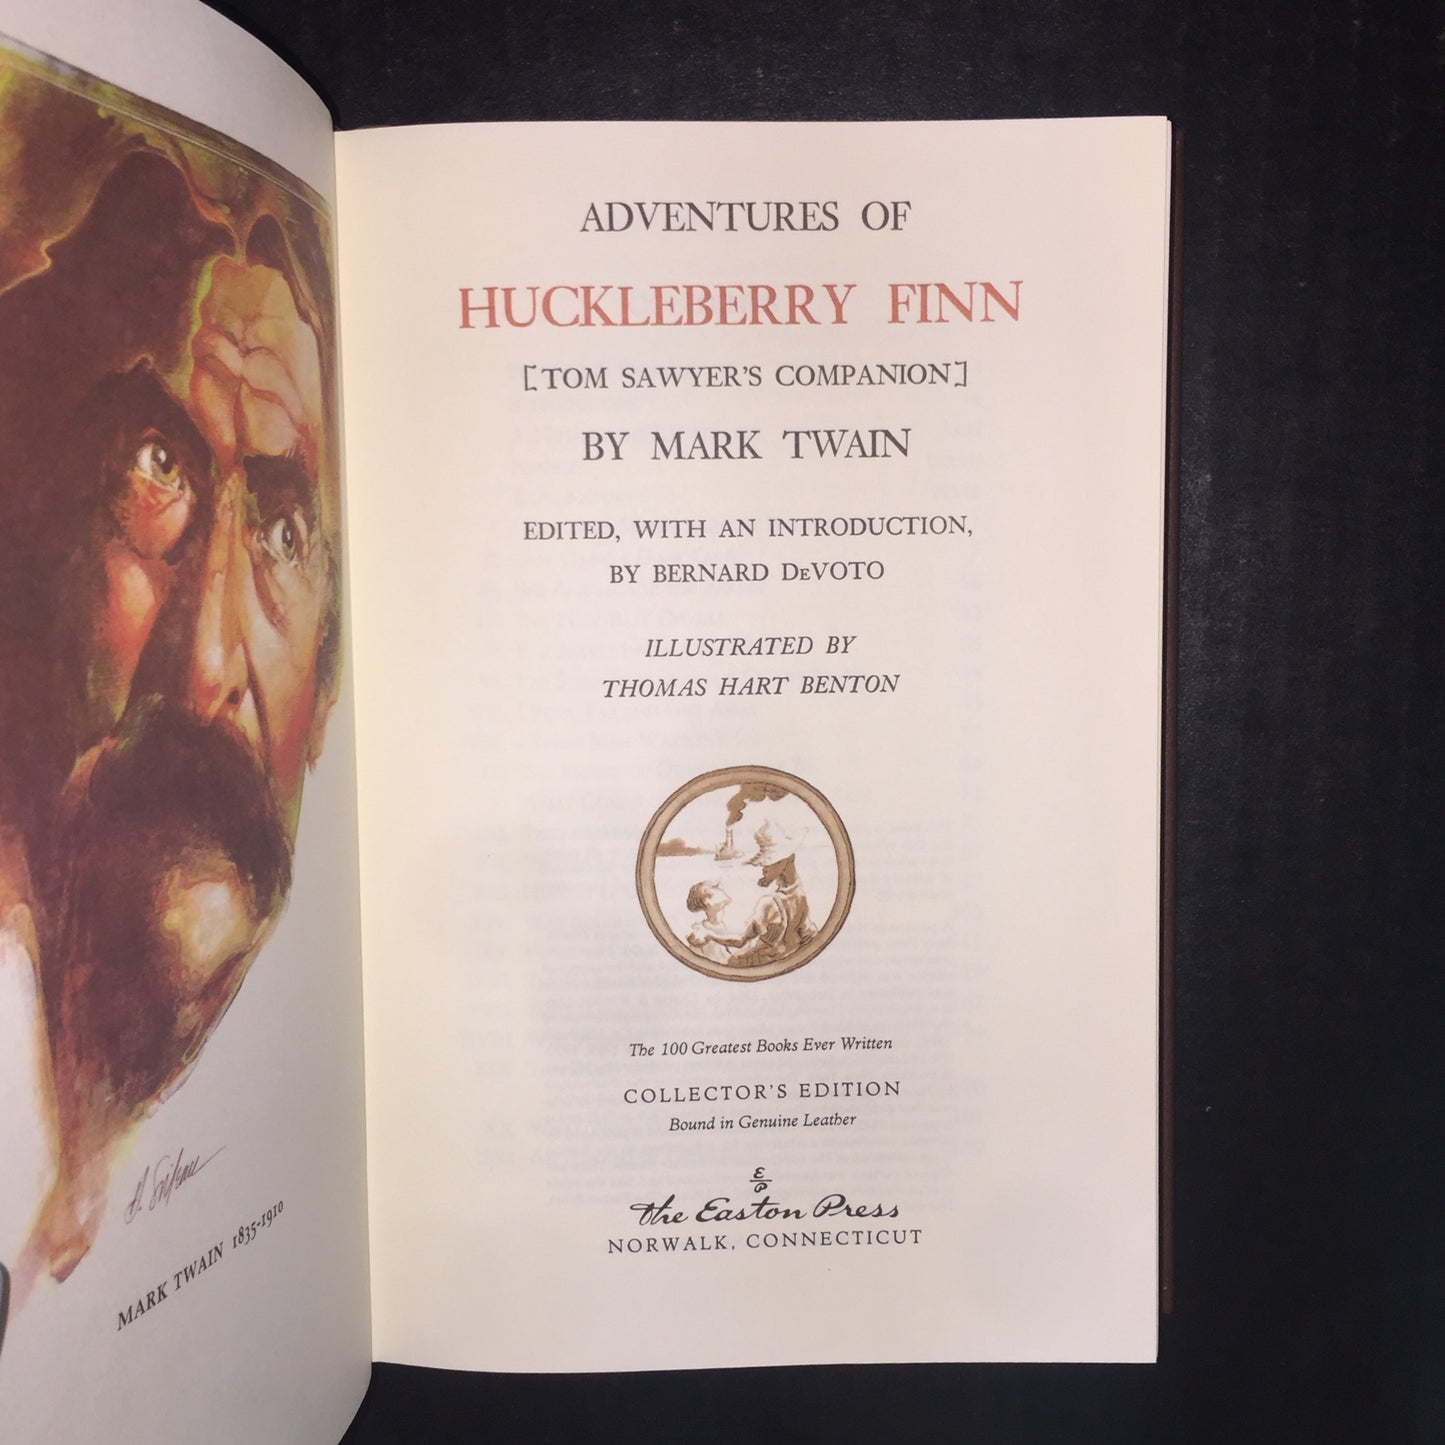 MARK TWAIN 1835-1910
ADVENTURES OF
HUCKLEBERRY FINN
[TOM SAWYER'S COMPANION]
BY MARK TWAIN
EDITED, WITH AN INTRODUCTION,
BY BERNARD DeVOTO
ILLUSTRATED BY
THOMAS HART BENTON
The 100 Greatest Books Ever Written
COLLECTOR'S EDITION
Bound in Genuine Leather
E/P
The Easton Press
NORWALK, CONNECTICUT